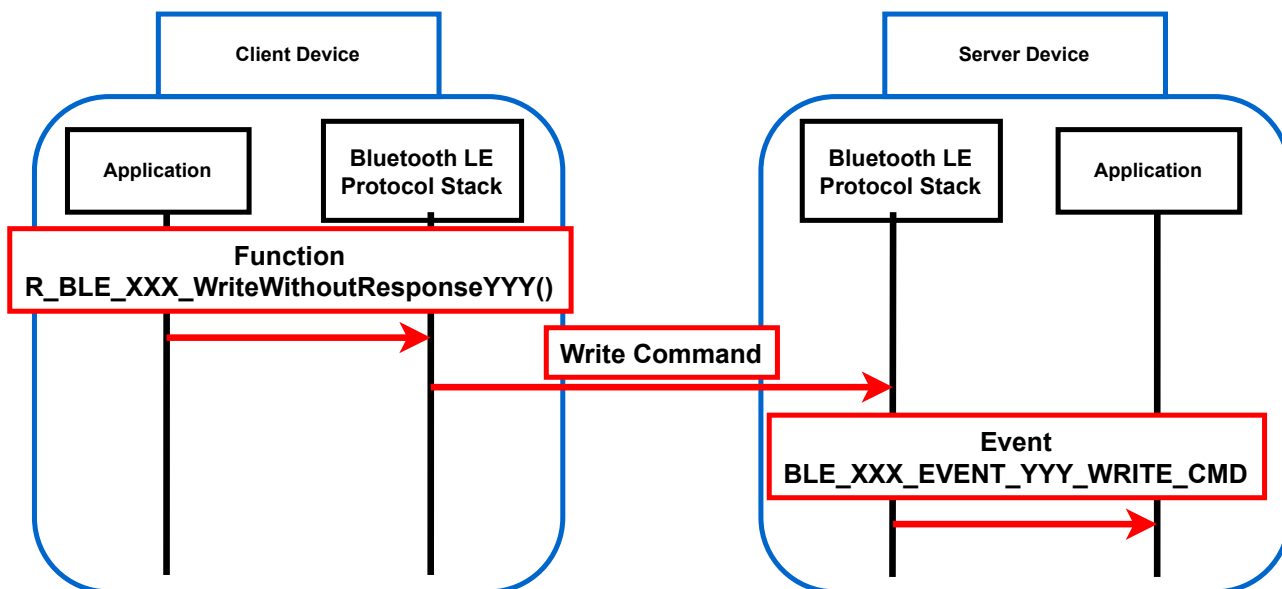 Client Device
Server Device
Application
Bluetooth LE
Protocol Stack
Bluetooth LE
Protocol Stack
Application
Function
R_BLE_XXX_WriteWithoutResponseYYY()
Write Command
Event
BLE_XXX_EVENT_YYY_WRITE_CMD